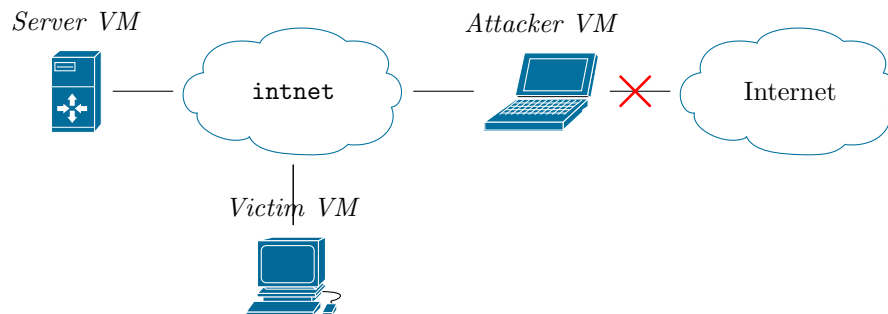 Server VM
Attacker VM
intnet
Internet
Victim VM